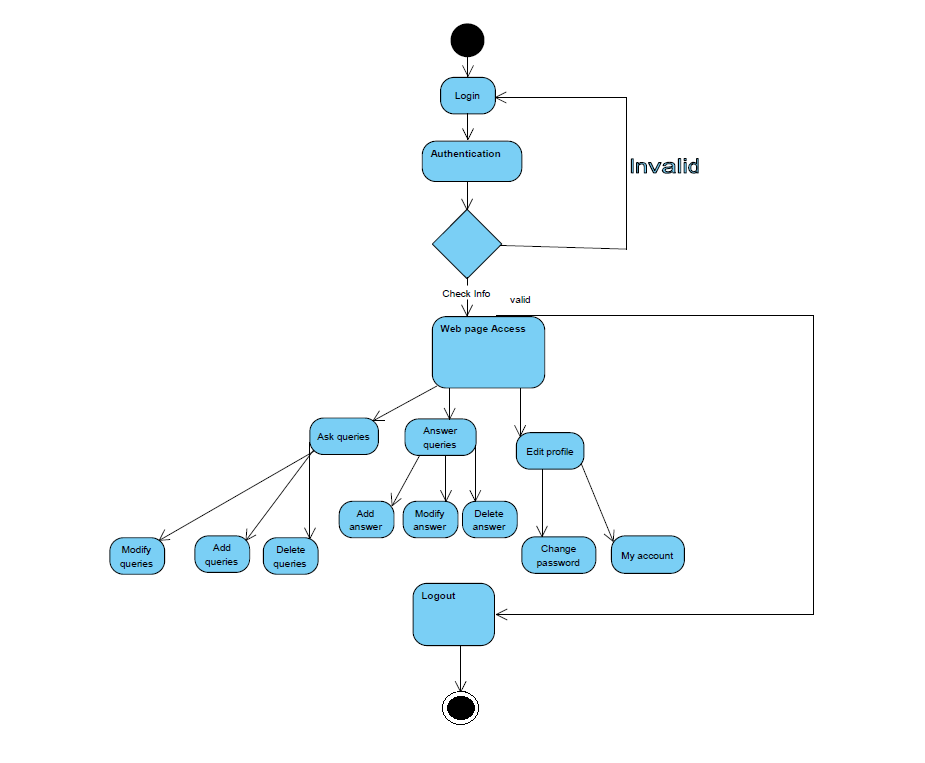 Login
Authentication
Invalid
Check Info
valid
Web page Access
Ask queries
Answer
queries
Edit profile
Add
answer
Modify
answer
Delete
answer
Modify
queries
Add
queries
Delete
queries
Change
password
My account
Logout